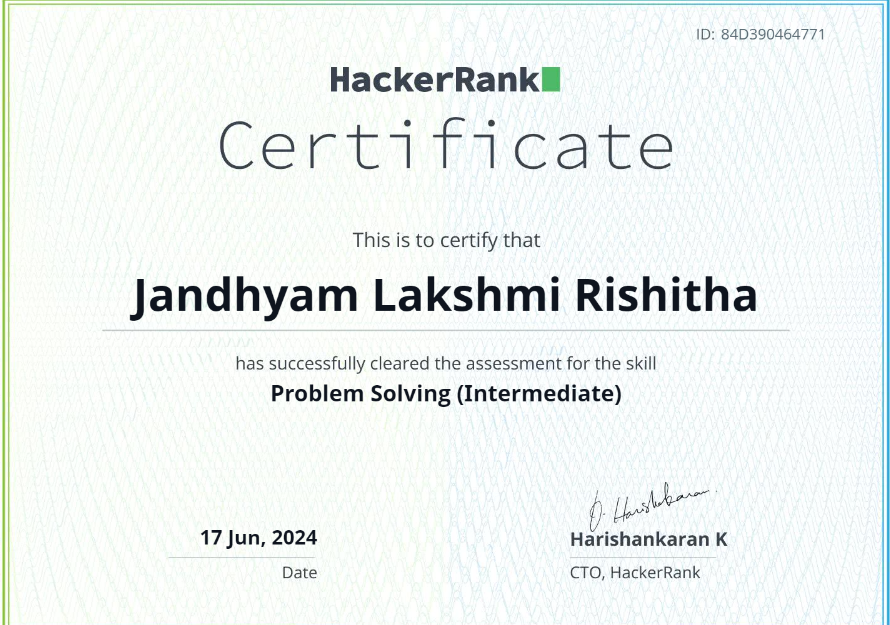 ID: 84D390464771
HackerRank
Certificate
This is to certify that
Jandhyam Lakshmi Rishitha
has successfully cleared the assessment for the skill
Problem Solving (Intermediate)
17 Jun, 2024
Date
Harishankaran K
CTO, HackerRank